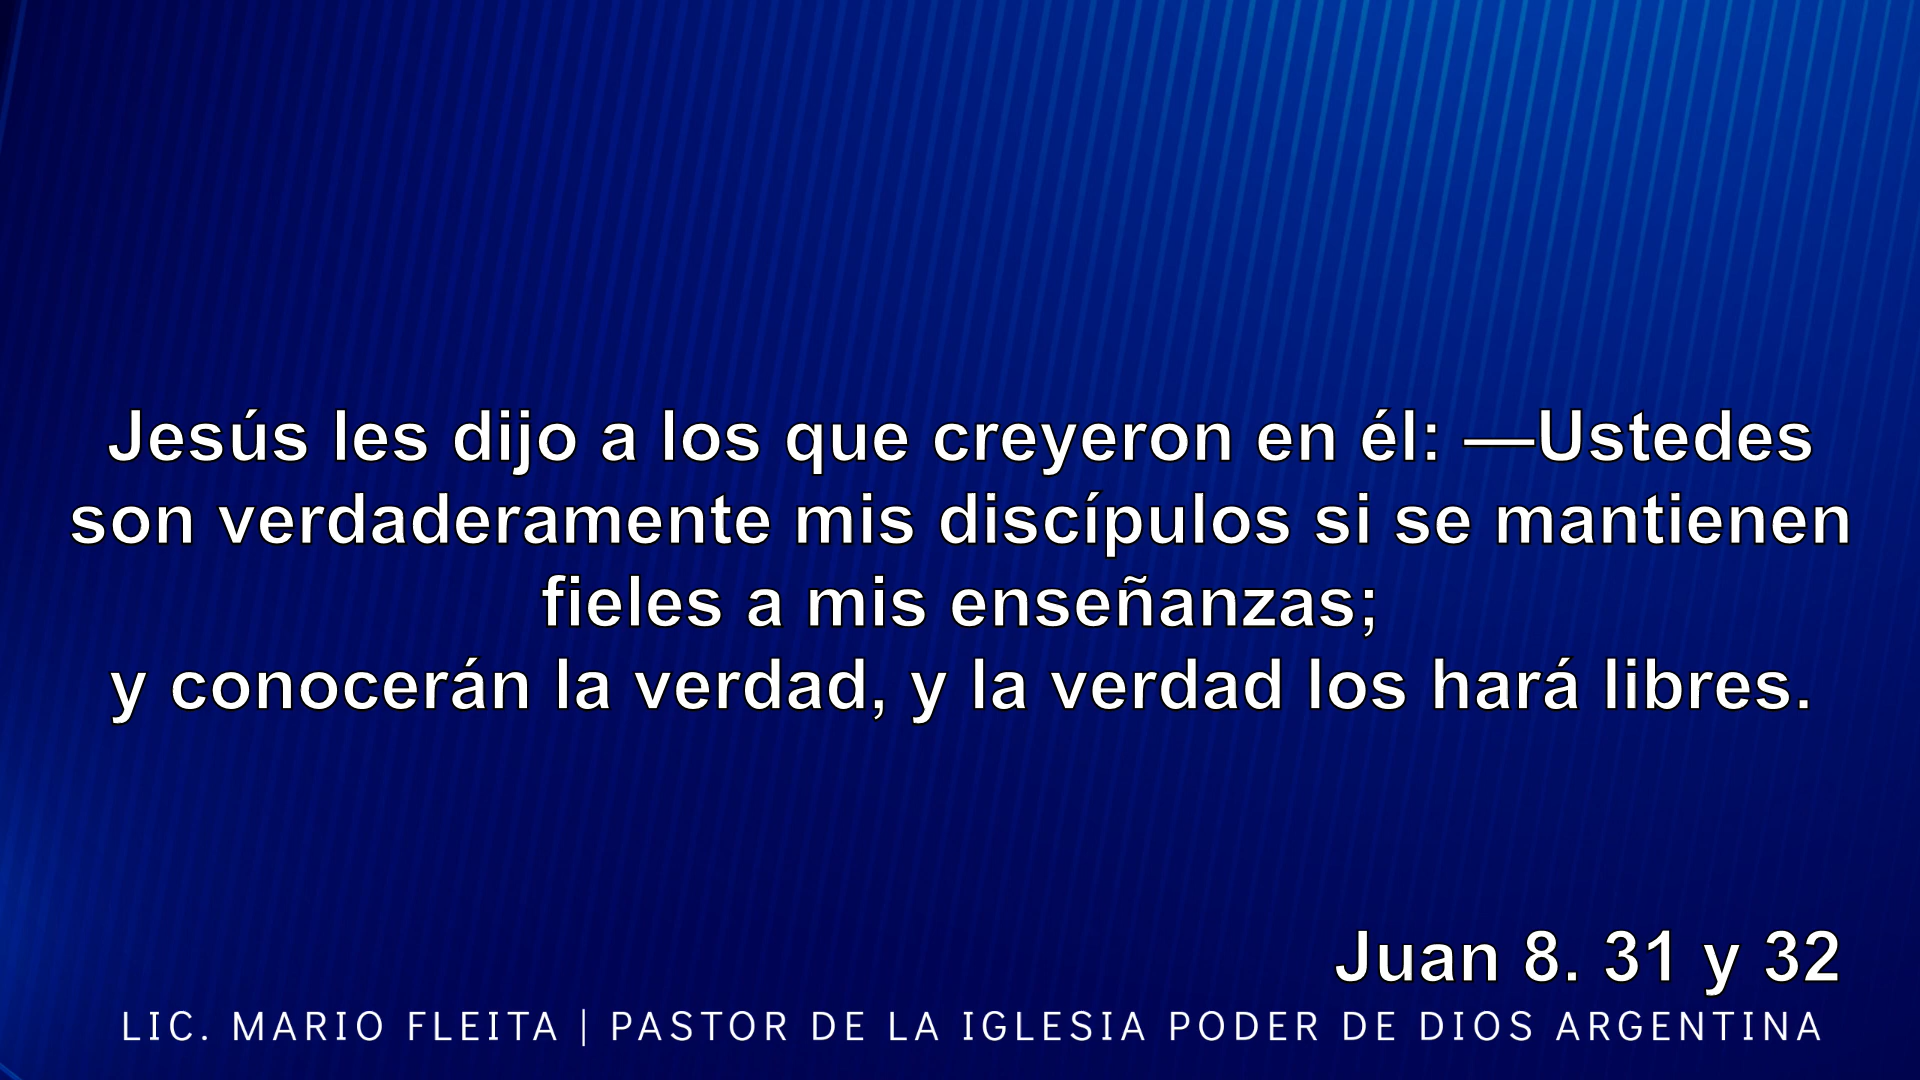 Jesús les dijo a los que creyeron en él: —Ustedes
son verdaderamente mis discípulos si se mantienen
fieles a mis enseñanzas;
y conocerán la verdad, y la verdad los hará libres.
Juan 8. 31 y 32
LIC. MARIO FLEITA | PASTOR DE LA IGLESIA PODER DE DIOS ARGENTINA